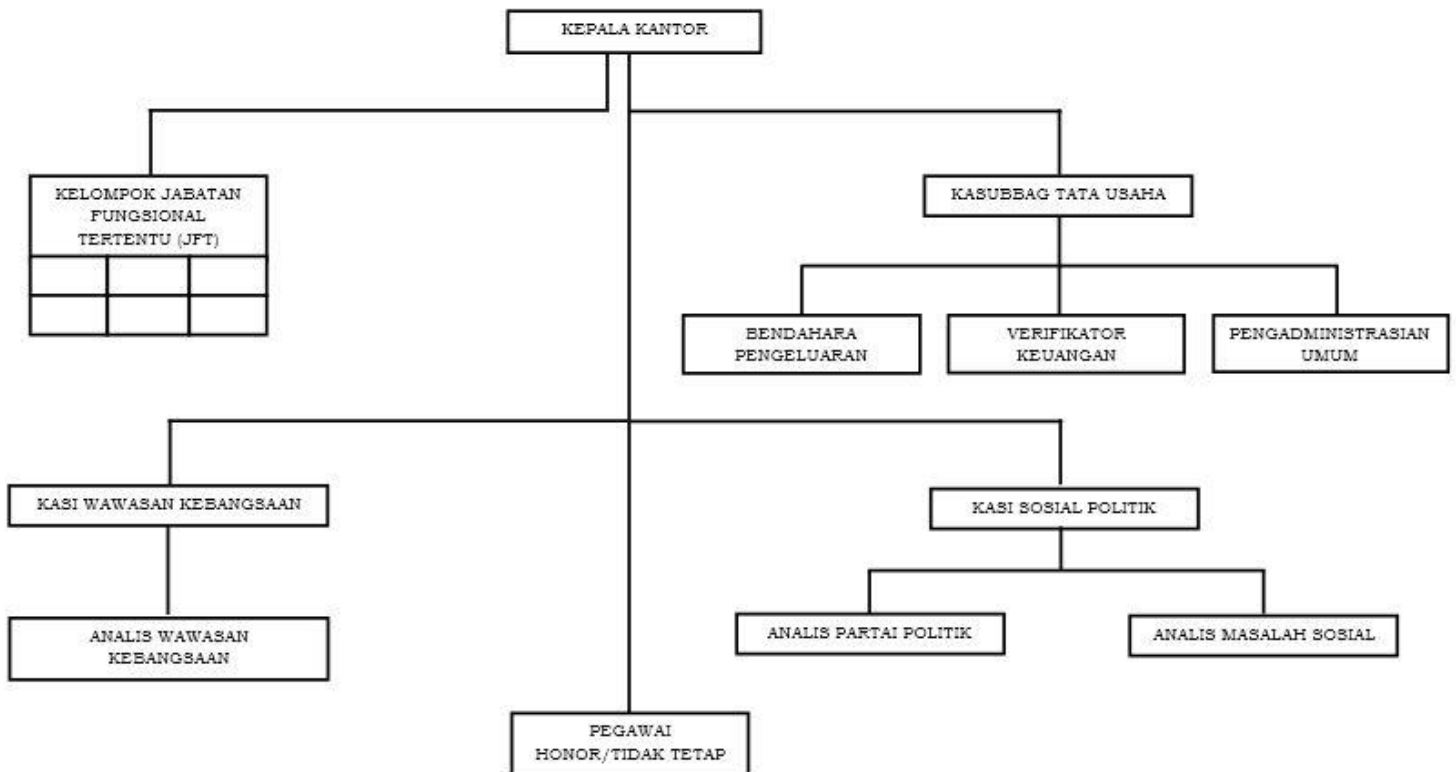 KEPALA KANTOR
KELOMPOK JABATAN
FUNGSIONAL
TERTENTU (JFT)
KASUBBAG TATA USAHA
BENDAHARA
PENGELUARAN
VERIFIKATOR
KEUANGAN
PENGADMINISTRASIAN
UMUM
KASI WAWASAN KEBANGSAAN
KASI SOSIAL POLITIK
ANALIS WAWASAN
KEBANGSAAN
ANALIS PARTAI POLITIK
ANALIS MASALAH SOSIAL
PEGAWAI
HONOR/TIDAK TETAP